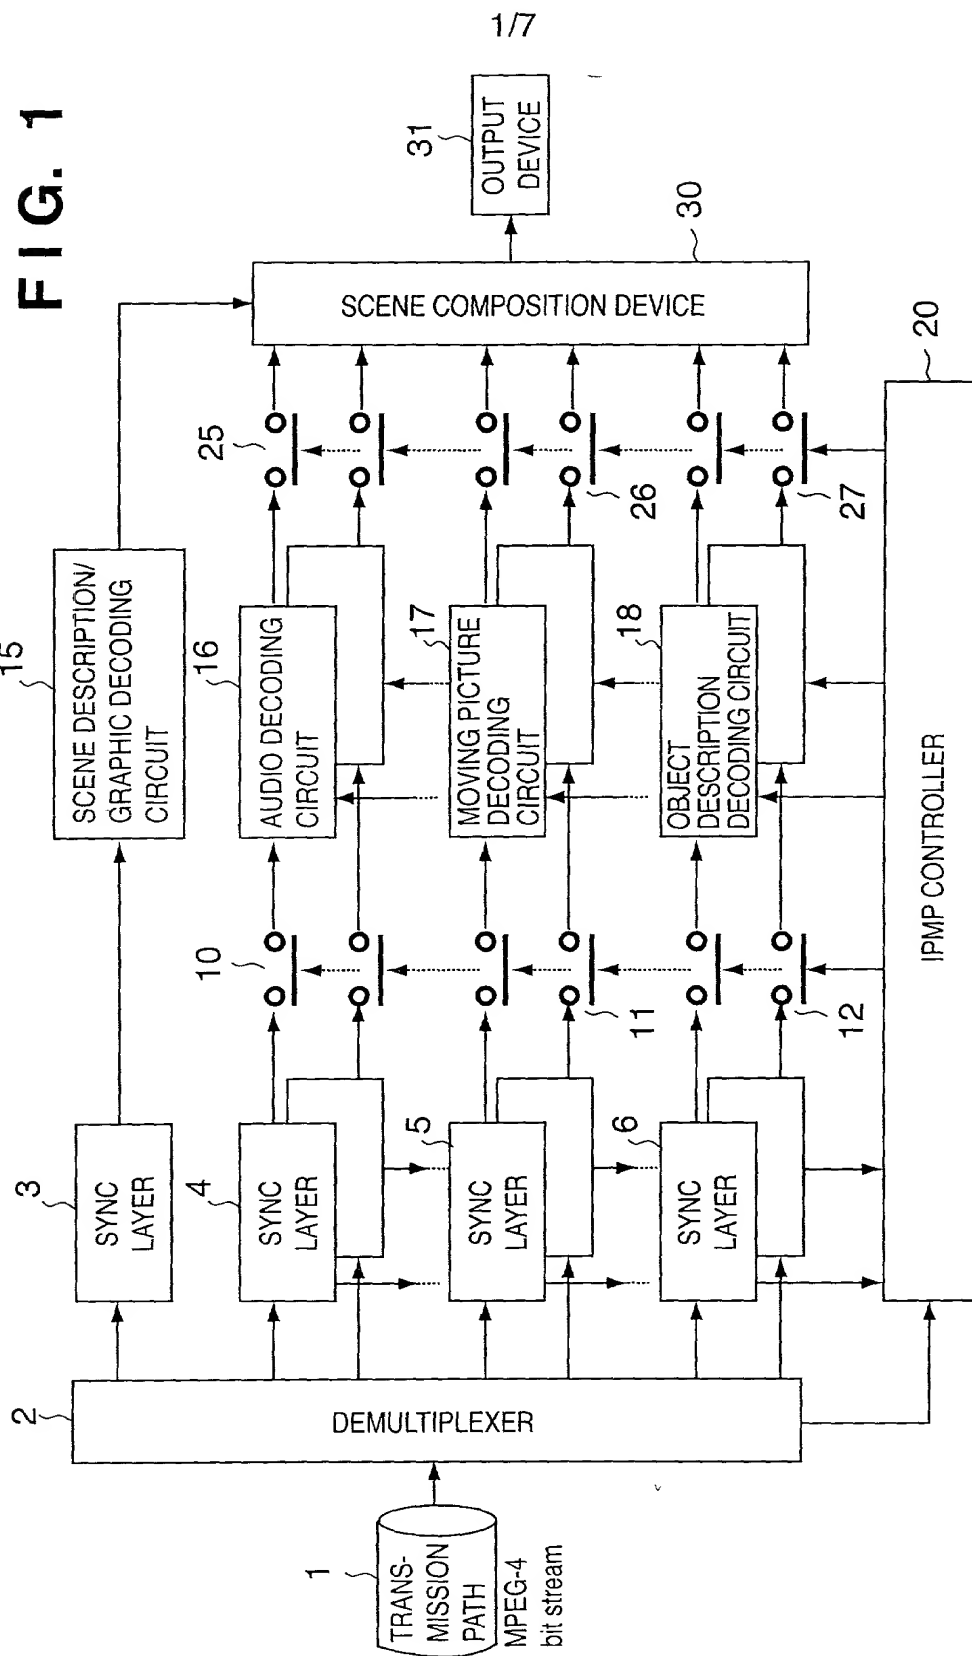 1/7
FIG. 1
1
TRANS-
MISSION
PATH
MPEG-4
bit stream
2
DEMULTIPLEXER
3
SYNC
LAYER
4
SYNC
LAYER
5
SYNC
LAYER
6
SYNC
LAYER
10
11
12
15
SCENE DESCRIPTION/
GRAPHIC DECODING
CIRCUIT
16
AUDIO DECODING
CIRCUIT
17
MOVING PICTURE
DECODING
CIRCUIT
18
OBJECT
DESCRIPTION
DECODING CIRCUIT
25
26
27
20
IPMP CONTROLLER
30
SCENE COMPOSITION DEVICE
31
OUTPUT
DEVICE